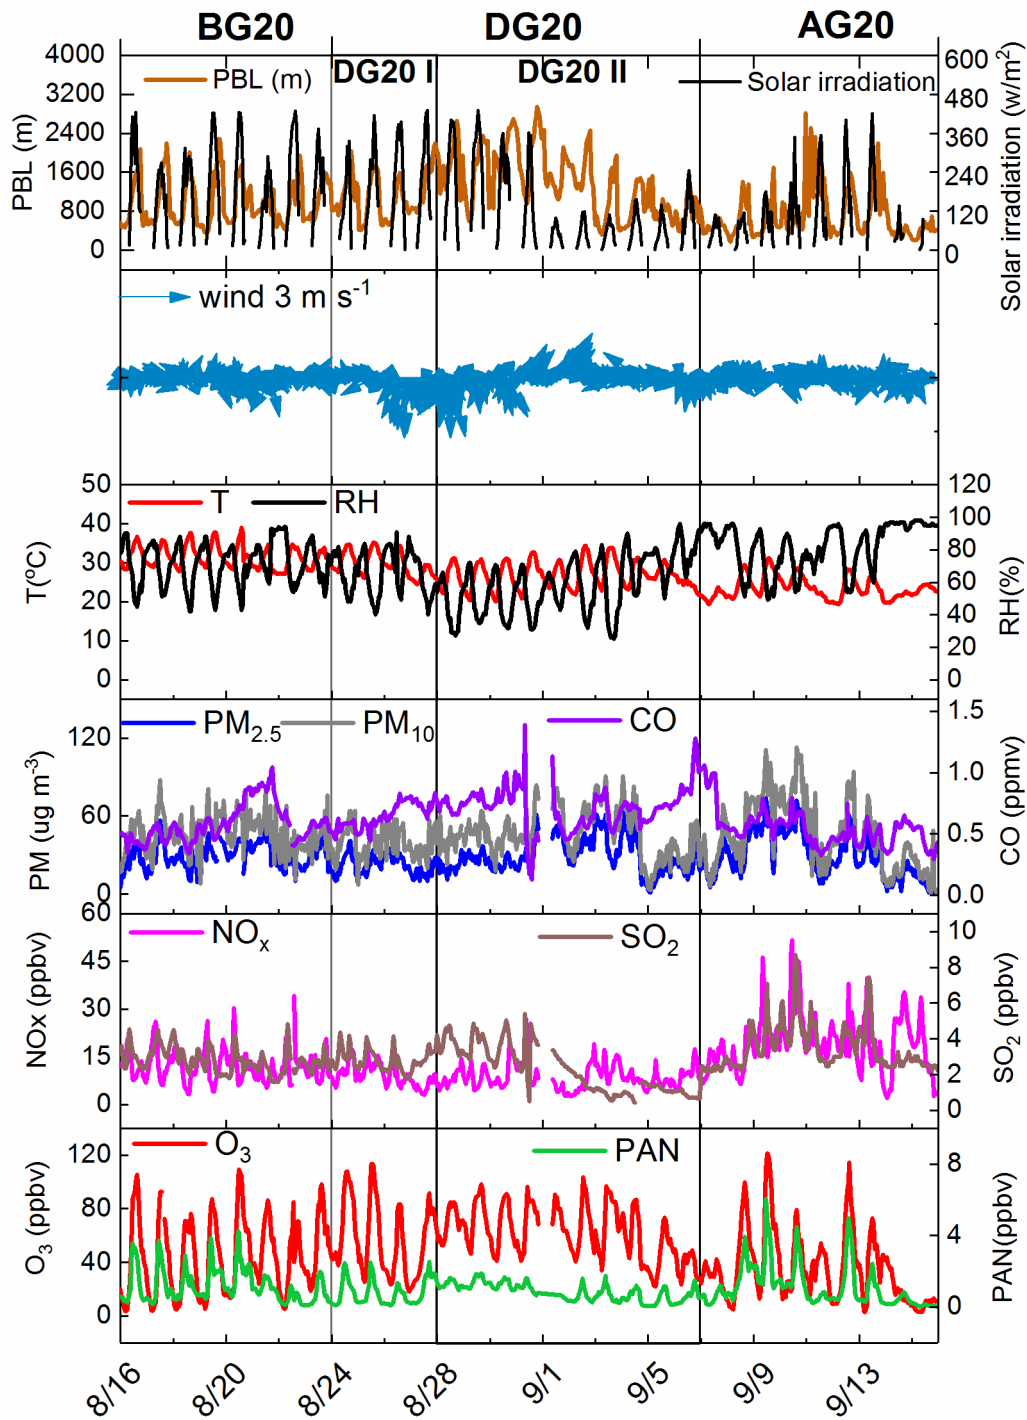 BG20 DG20 AG20
DG20 I DG20 II
PBL (m) Solar irradiation
4000
3200
2400
1600
800
0
PBL (m)
600
480
360
240
120
0
Solar irradiation (w/m²)
wind 3 m s⁻¹
T RH
50
40
30
20
10
0
T(°C)
120
100
80
60
40
20
0
RH(%)
PM₂.₅ PM₁₀ CO
120
60
0
PM (ug m⁻³)
1.5
1.0
0.5
0.0
CO (ppmv)
NOₓ SO₂
60
45
30
15
0
NOx (ppbv)
10
8
6
4
2
0
SO₂ (ppbv)
O₃ PAN
120
80
40
0
O₃ (ppbv)
8
4
0
PAN(ppbv)
8/16 8/20 8/24 8/28 9/1 9/5 9/9 9/13